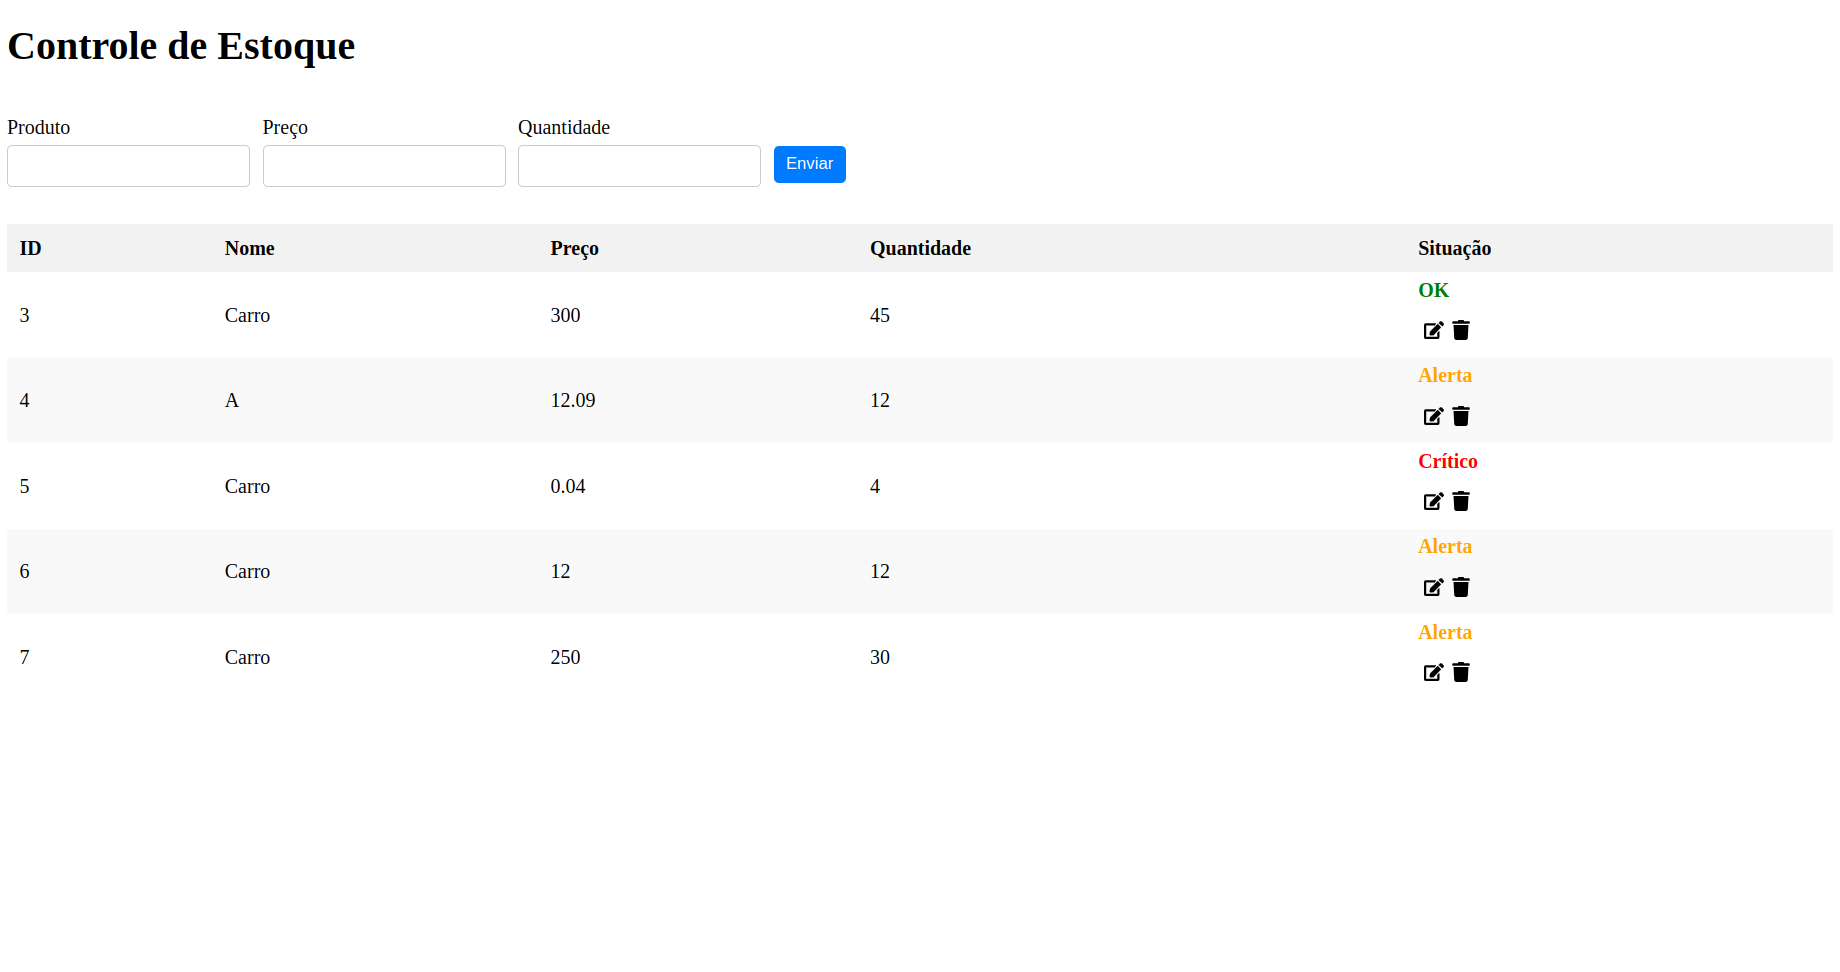 Controle de Estoque
Produto Preço Quantidade
Enviar
ID Nome Preço Quantidade Situação
3 Carro 300 45 OK
4 A 12.09 12 Alerta
5 Carro 0.04 4 Crítico
6 Carro 12 12 Alerta
7 Carro 250 30 Alerta